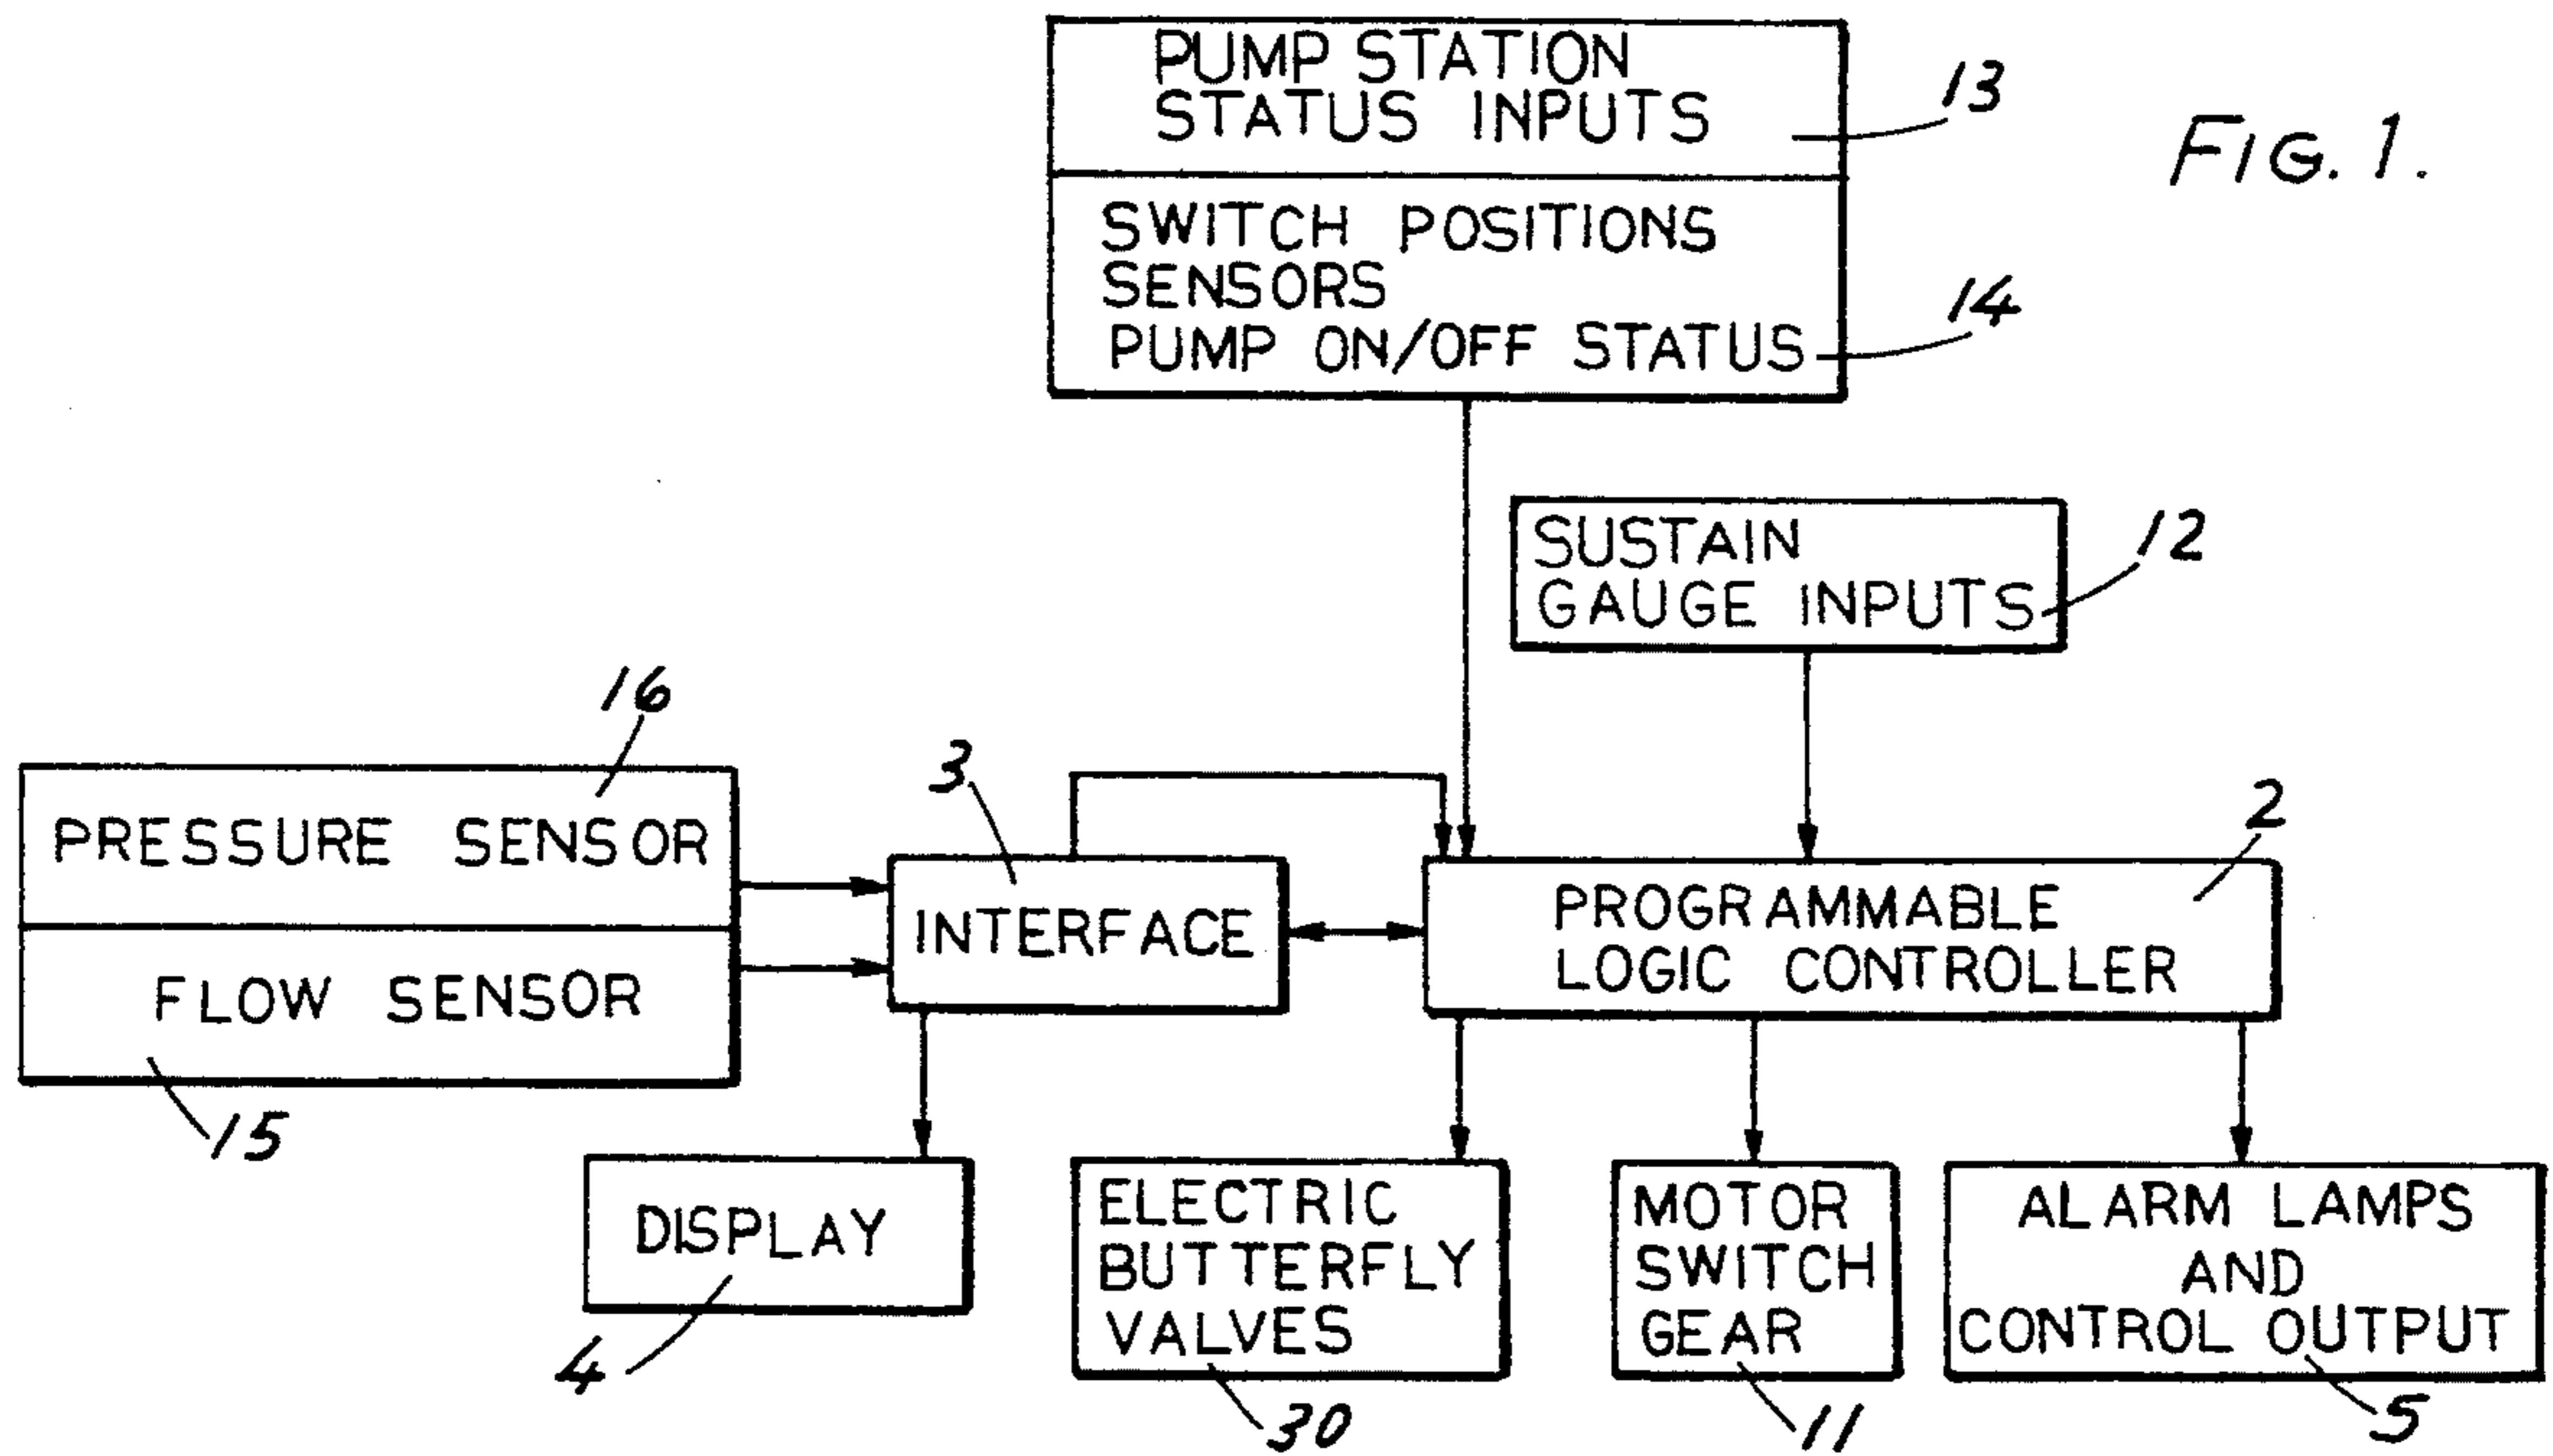 PUMP STATION
STATUS INPUTS
13
FIG. 1.
SWITCH POSITIONS
SENSORS
PUMP ON/OFF STATUS
14
SUSTAIN
GAUGE INPUTS
12
16
PRESSURE SENSOR
FLOW SENSOR
15
3
INTERFACE
2
PROGRAMMABLE
LOGIC CONTROLLER
DISPLAY
4
ELECTRIC
BUTTERFLY
VALVES
30
MOTOR
SWITCH
GEAR
11
ALARM LAMPS
AND
CONTROL OUTPUT
5